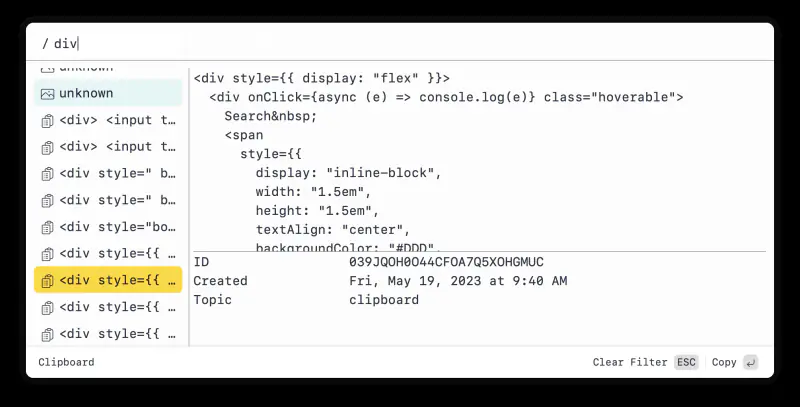 / div
unknown
unknown
<div> <input t…
<div> <input t…
<div style=" b…
<div style=" b…
<div style="bo…
<div style={{ …
<div style={{ …
<div style={{ …
<div style={{ …
<div style={{ display: "flex" }}>
<div onClick={async (e) => console.log(e)} class="hoverable">
Search&nbsp;
<span
style={{
display: "inline-block",
width: "1.5em",
height: "1.5em",
textAlign: "center",
backgroundColor: "#DDD",
ID 039JQOH0O44CFOA7Q5XOHGMUC
Created Fri, May 19, 2023 at 9:40 AM
Topic clipboard
Clipboard
Clear Filter ESC Copy